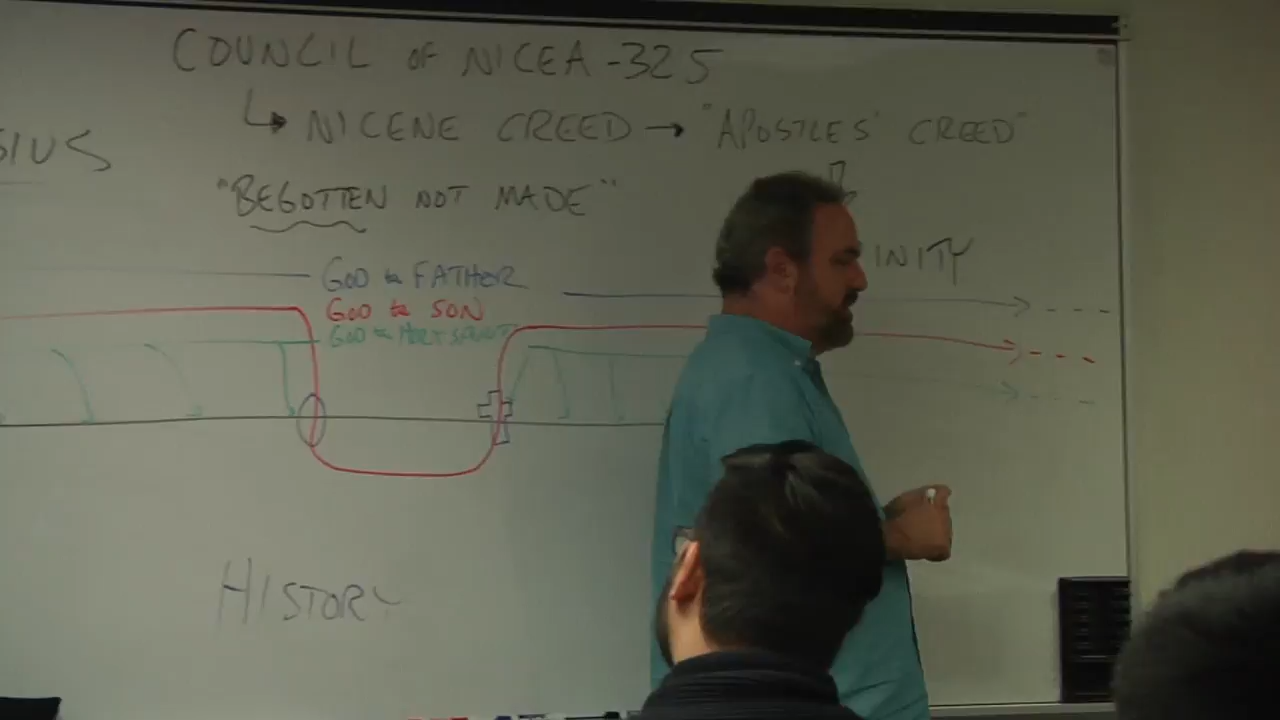 COUNCIL OF NICEA -325
↳ NICENE CREED → "APOSTLES' CREED"
SIUS
"BEGOTTEN NOT MADE"
INITY
GOD the FATHER
GOD the SON
GOD the HOLY SPIRIT
HISTORY